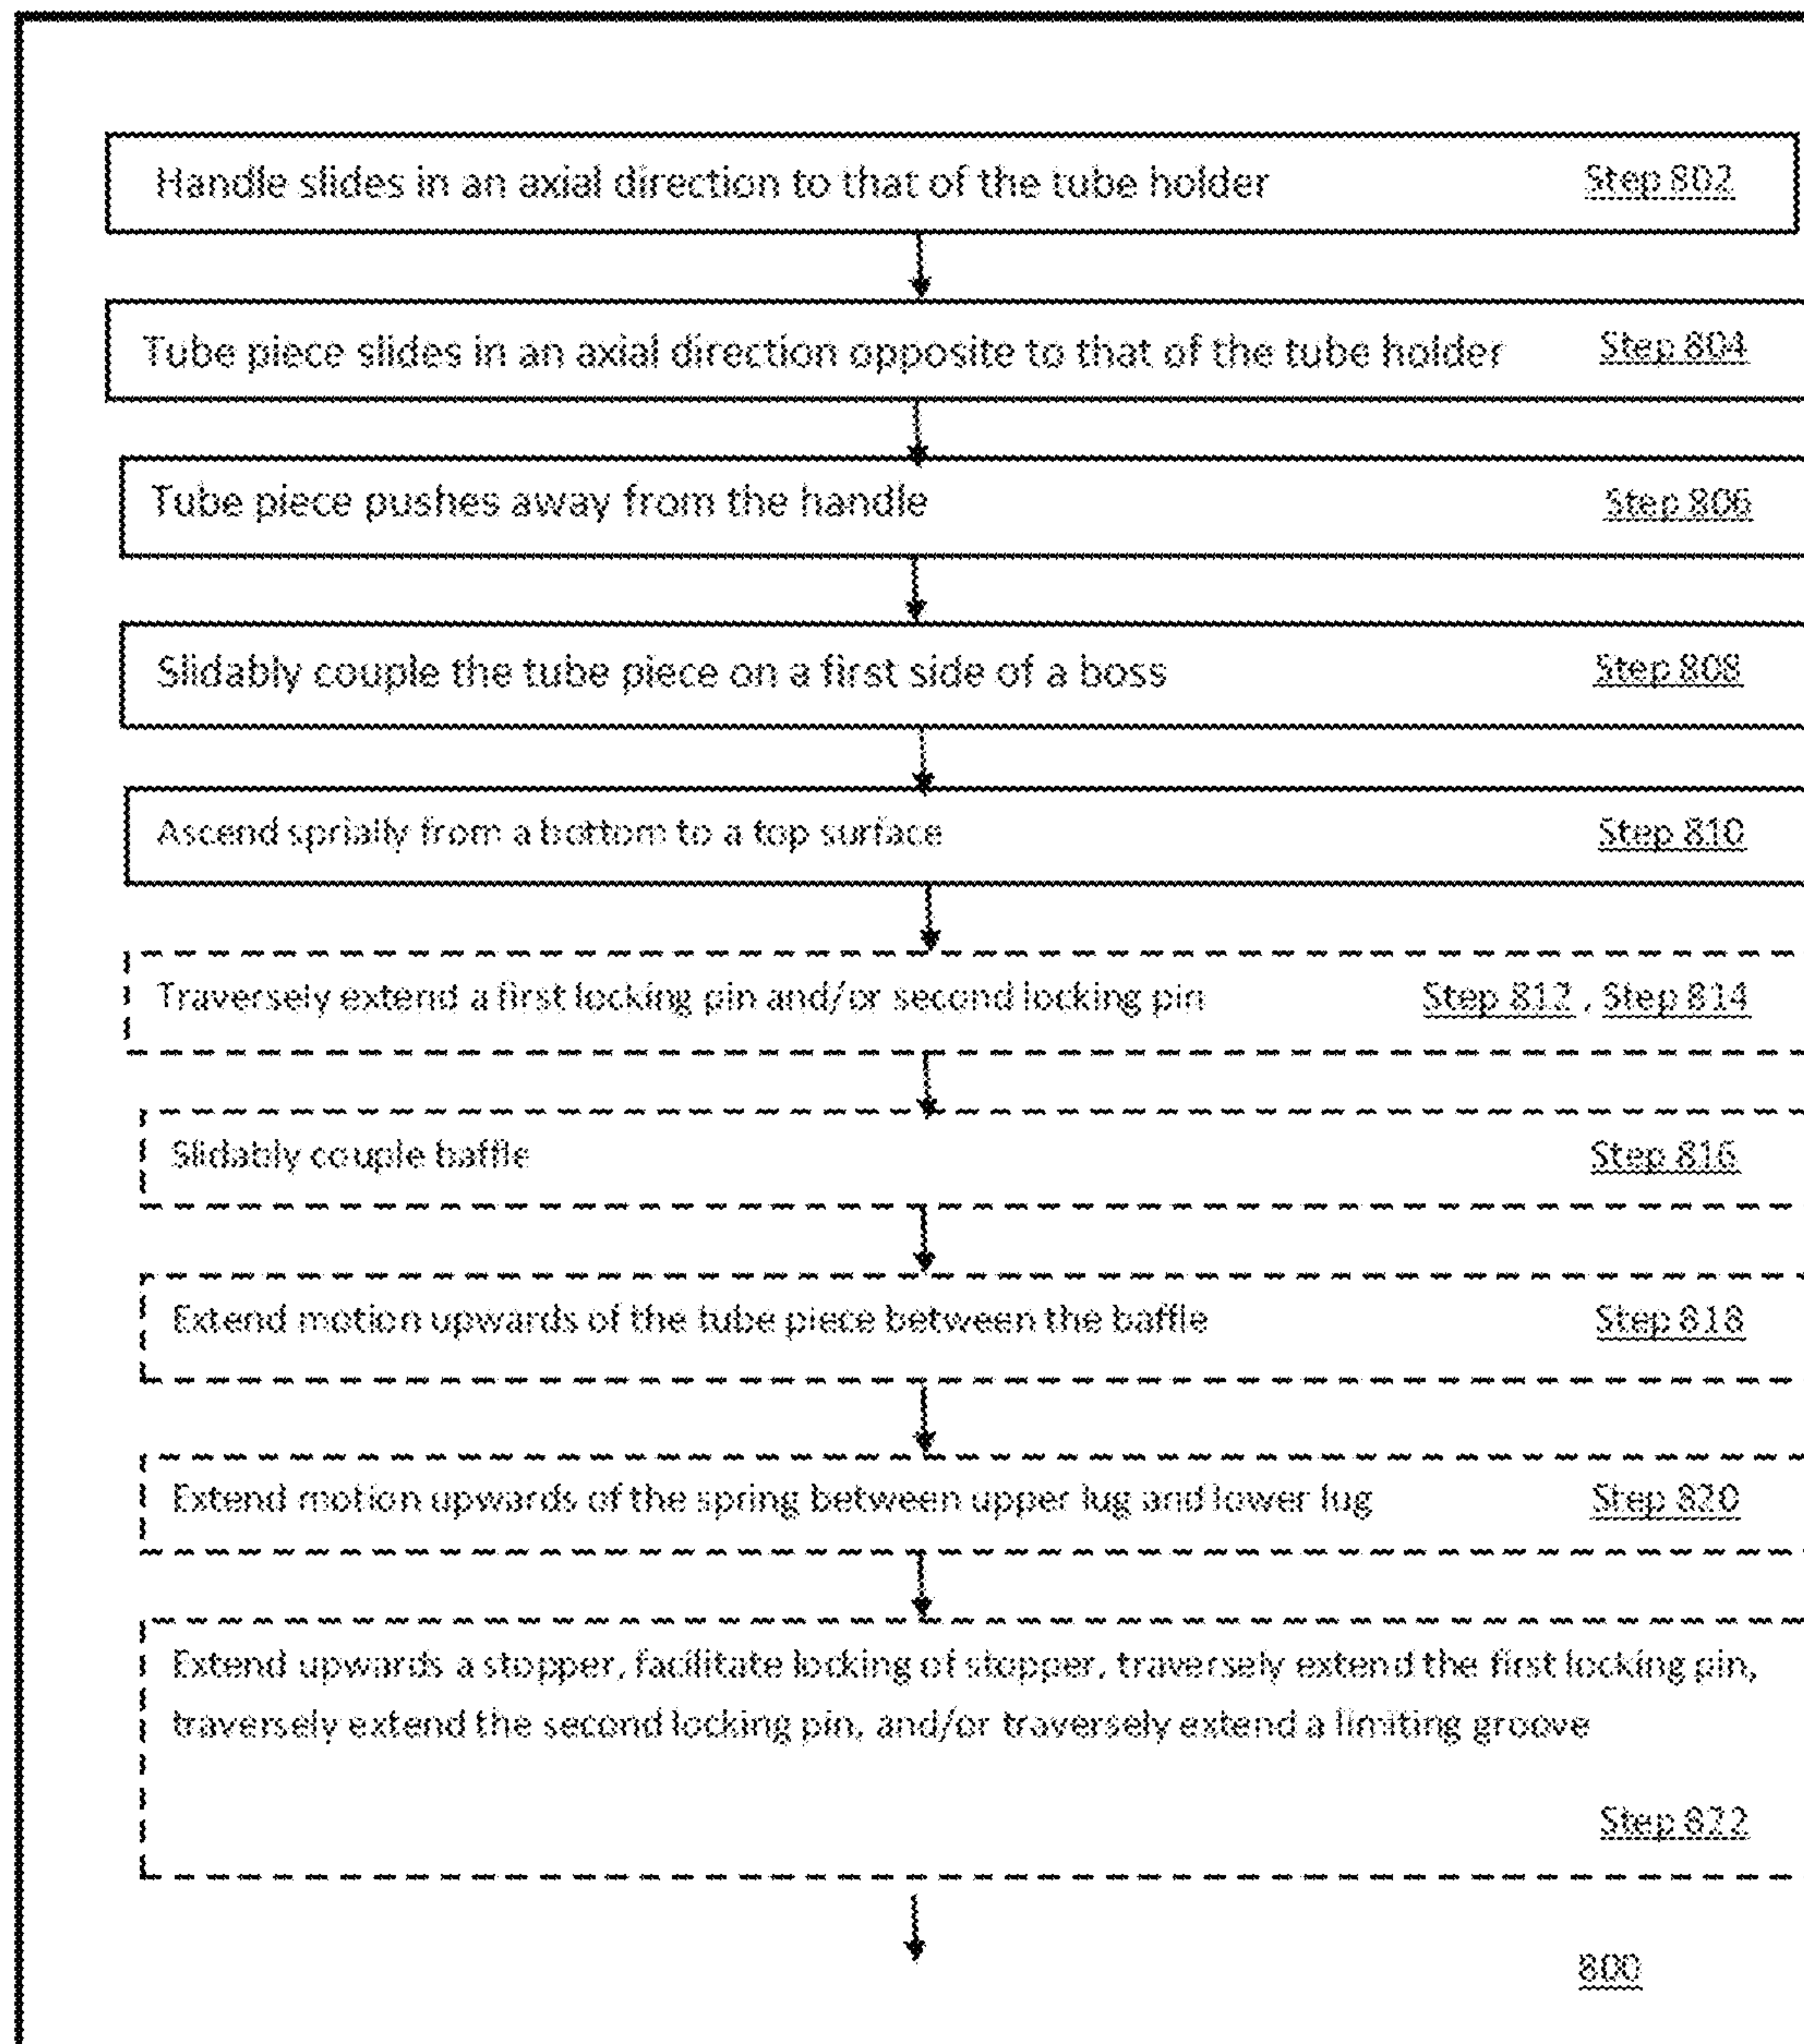 Handle slides in an axial direction to that of the tube holder Step 802
Tube piece slides in an axial direction opposite to that of the tube holder Step 804
Tube piece pushes away from the handle Step 806
Slidably couple the tube piece on a first side of a boss Step 808
Ascend sprially from a bottom to a top surface Step 810
Traversely extend a first locking pin and/or second locking pin Step 812 , Step 814
Slidably couple baffle Step 816
Extend motion upwards of the tube piece between the baffle Step 818
Extend motion upwards of the spring between upper lug and lower lug Step 820
Extend upwards a stopper, facilitate locking of stopper, traversely extend the first locking pin,
traversely extend the second locking pin, and/or traversely extend a limiting groove
Step 822
800